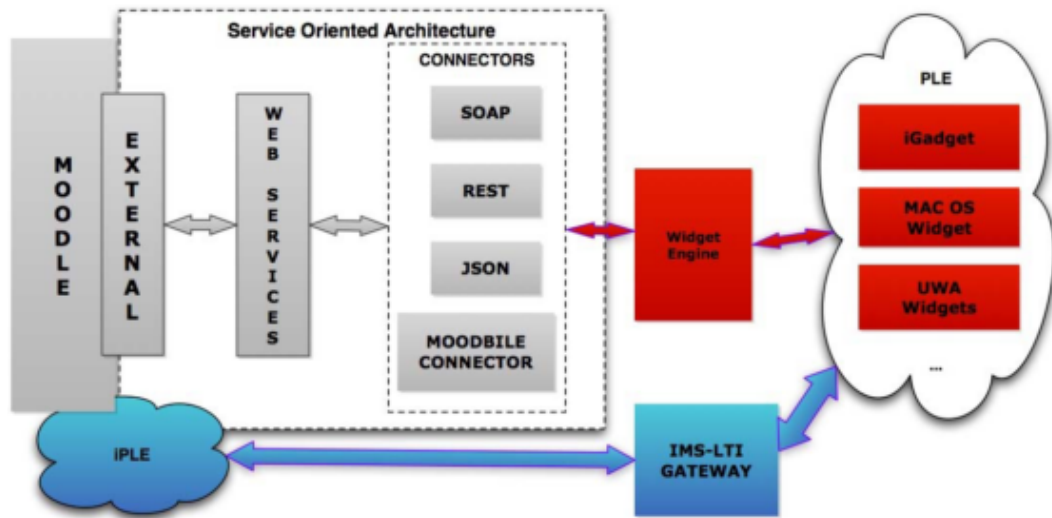 Service Oriented Architecture
MOODLE
EXTERNAL
WEB SERVICES
CONNECTORS
SOAP
REST
JSON
MOODBILE
CONNECTOR
Widget
Engine
PLE
iGadget
MAC OS
Widget
UWA
Widgets
...
iPLE
IMS-LTI
GATEWAY